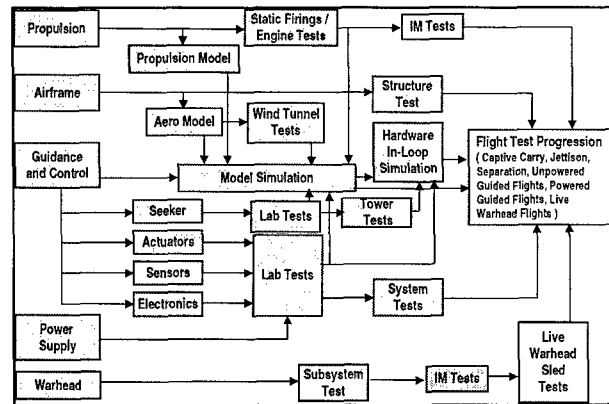 Propulsion
Static Firings /
Engine Tests
IM Tests
Propulsion Model
Airframe
Structure
Test
Aero Model
Wind Tunnel
Tests
Hardware
In-Loop
Simulation
Flight Test Progression
( Captive Carry, Jettison,
Separation, Unpowered
Guided Flights, Powered
Guided Flights, Live
Warhead Flights )
Guidance
and Control
Model Simulation
Seeker
Lab Tests
Tower
Tests
Actuators
Lab Tests
Sensors
Electronics
System
Tests
Power
Supply
Live
Warhead
Sled
Tests
Warhead
Subsystem
Test
IM Tests